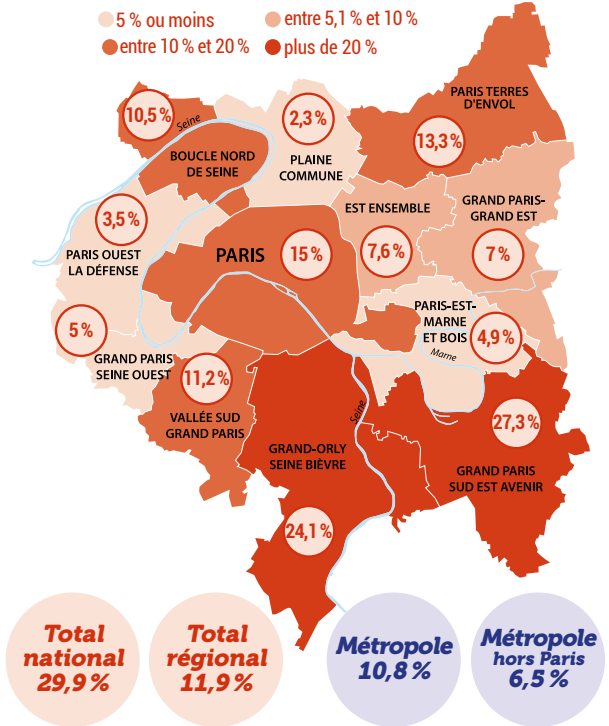 5 % ou moins
entre 5,1 % et 10 %
entre 10 % et 20 %
plus de 20 %
PARIS TERRES
D'ENVOL
10,5 %
Seine
2,3 %
13,3 %
BOUCLE NORD
DE SEINE
PLAINE
COMMUNE
3,5 %
EST ENSEMBLE
GRAND PARIS-
GRAND EST
PARIS OUEST
LA DÉFENSE
PARIS
15 %
7,6 %
7 %
5 %
PARIS-EST-
MARNE
ET BOIS
4,9 %
Marne
GRAND PARIS
SEINE OUEST
11,2 %
VALLÉE SUD
GRAND PARIS
Seine
27,3 %
GRAND-ORLY
SEINE BIÈVRE
GRAND PARIS
SUD EST AVENIR
24,1 %
Total
national
29,9 %
Total
régional
11,9 %
Métropole
10,8 %
Métropole
hors Paris
6,5 %